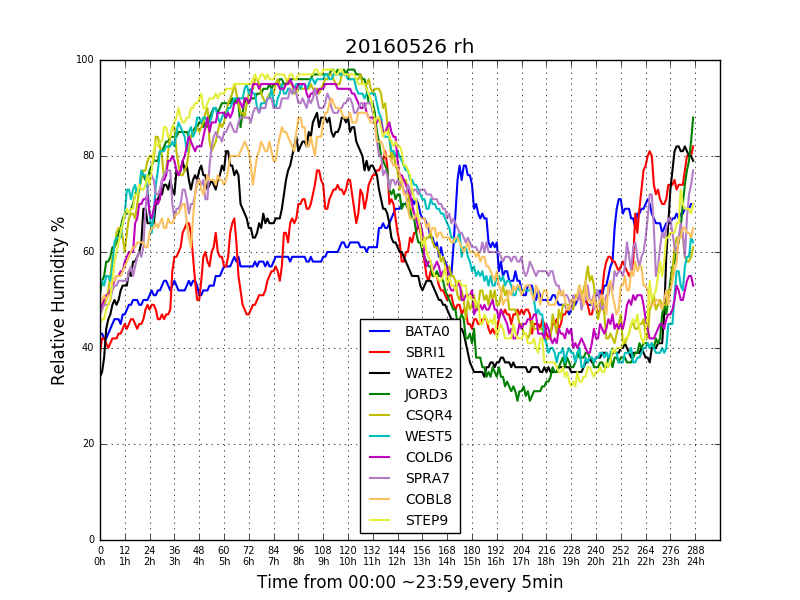 20160526 rh
Relative Humidity %
100
80
60
40
20
0
BATA0
SBRI1
WATE2
JORD3
CSQR4
WEST5
COLD6
SPRA7
COBL8
STEP9
0 12 24 36 48 60 72 84 96 108 120 132 144 156 168 180 192 204 216 228 240 252 264 276 288
0h 1h 2h 3h 4h 5h 6h 7h 8h 9h 10h 11h 12h 13h 14h 15h 16h 17h 18h 19h 20h 21h 22h 23h 24h
Time from 00:00 ~23:59,every 5min